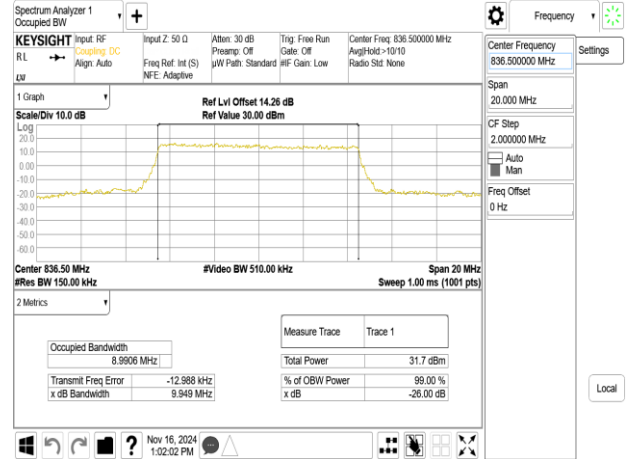 Spectrum Analyzer 1
Occupied BW
Frequency
KEYSIGHT
RL
LXI
Input: RF
Coupling: DC
Align: Auto
Input Z: 50 Ω
Freq Ref: Int (S)
NFE: Adaptive
Atten: 30 dB
Preamp: Off
µW Path: Standard
Trig: Free Run
Gate: Off
#IF Gain: Low
Center Freq: 836.500000 MHz
Avg|Hold:>10/10
Radio Std: None
Center Frequency
836.500000 MHz
Settings
Span
20.000 MHz
CF Step
2.000000 MHz
Auto
Man
Freq Offset
0 Hz
Local
1 Graph
Scale/Div 10.0 dB
Ref Lvl Offset 14.26 dB
Ref Value 30.00 dBm
Log
20.0
10.0
0.00
-10.0
-20.0
-30.0
-40.0
-50.0
-60.0
Center 836.50 MHz
#Video BW 510.00 kHz
Span 20 MHz
#Res BW 150.00 kHz
Sweep 1.00 ms (1001 pts)
2 Metrics
Measure Trace Trace 1
Occupied Bandwidth
8.9906 MHz
Total Power 31.7 dBm
Transmit Freq Error -12.988 kHz
% of OBW Power 99.00 %
x dB Bandwidth 9.949 MHz
x dB -26.00 dB
?
Nov 16, 2024
1:02:02 PM